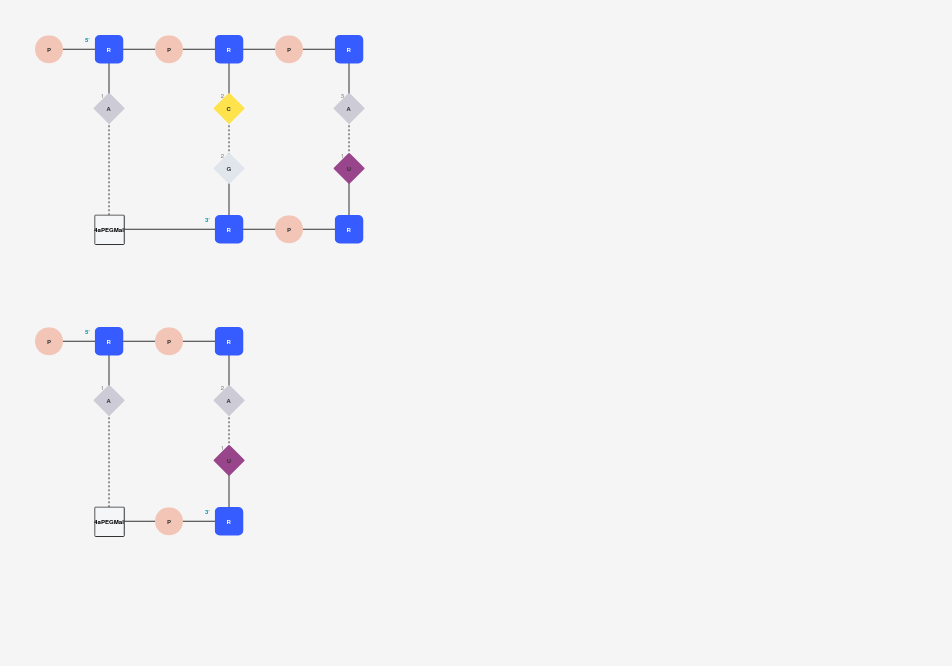 5'
P R P R P R
1 2 3
A C A
2 1
G U
4aPEGMal
3'
R P R
5'
P R P R
1 2
A A
1
U
3'
4aPEGMal P R